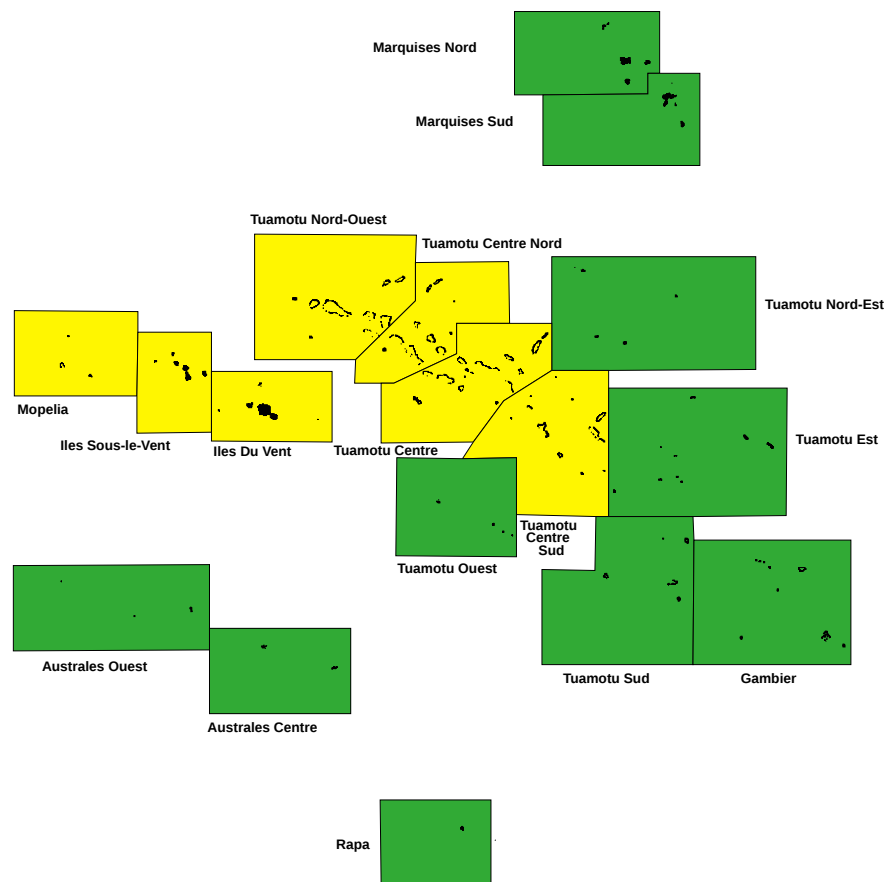 Marquises Nord
Marquises Sud
Tuamotu Nord-Ouest
Tuamotu Centre Nord
Tuamotu Nord-Est
Mopelia
Iles Sous-le-Vent
Iles Du Vent
Tuamotu Centre
Tuamotu Est
Tuamotu
Centre
Sud
Tuamotu Ouest
Australes Ouest
Tuamotu Sud
Gambier
Australes Centre
Rapa